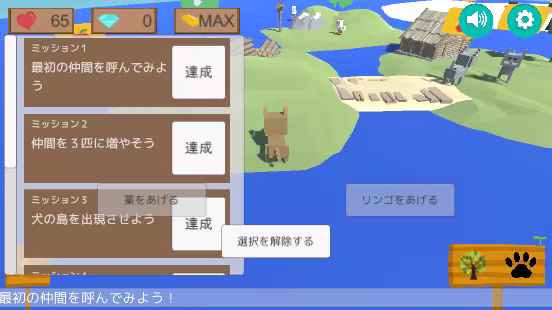 65
0
MAX
ミッション1
最初の仲間を呼んでみよ
う
達成
ミッション2
仲間を3匹に増やそう
達成
ミッション3
犬の島を出現させよう
達成
薬をあげる
リンゴをあげる
選択を解除する
最初の仲間を呼んでみよう！